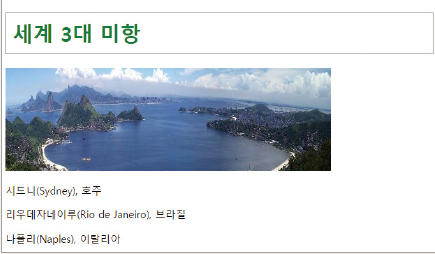 세계 3대 미항
시드니(Sydney), 호주
리우데자네이루(Rio de Janeiro), 브라질
나폴리(Naples), 이탈리아